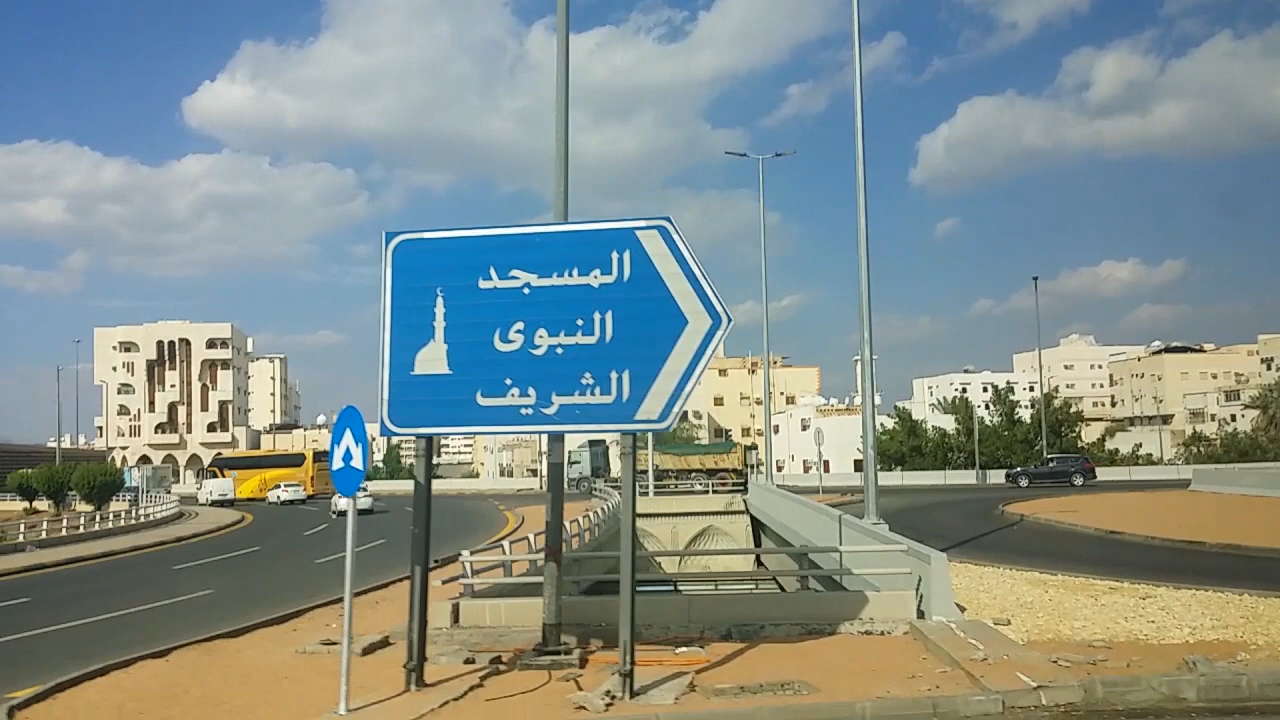 المسجد
النبوى
الشريف